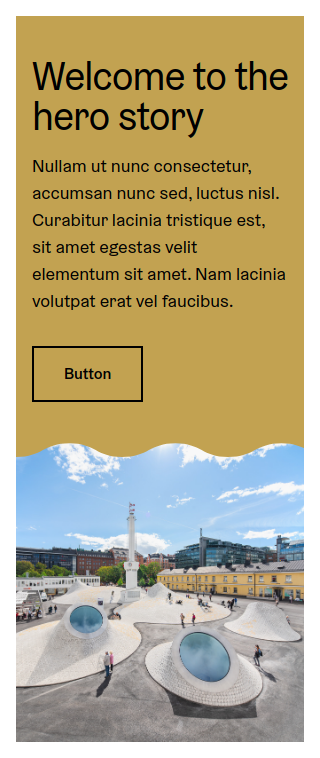 Welcome to the
hero story
Nullam ut nunc consectetur,
accumsan nunc sed, luctus nisl.
Curabitur lacinia tristique est,
sit amet egestas velit
elementum sit amet. Nam lacinia
volutpat erat vel faucibus.
Button